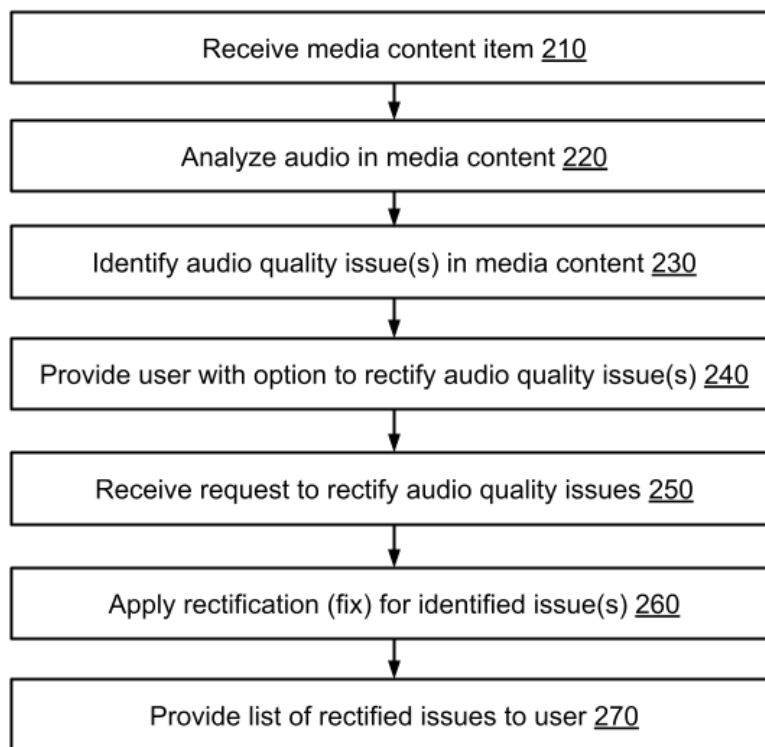 Receive media content item 210
Analyze audio in media content 220
Identify audio quality issue(s) in media content 230
Provide user with option to rectify audio quality issue(s) 240
Receive request to rectify audio quality issues 250
Apply rectification (fix) for identified issue(s) 260
Provide list of rectified issues to user 270